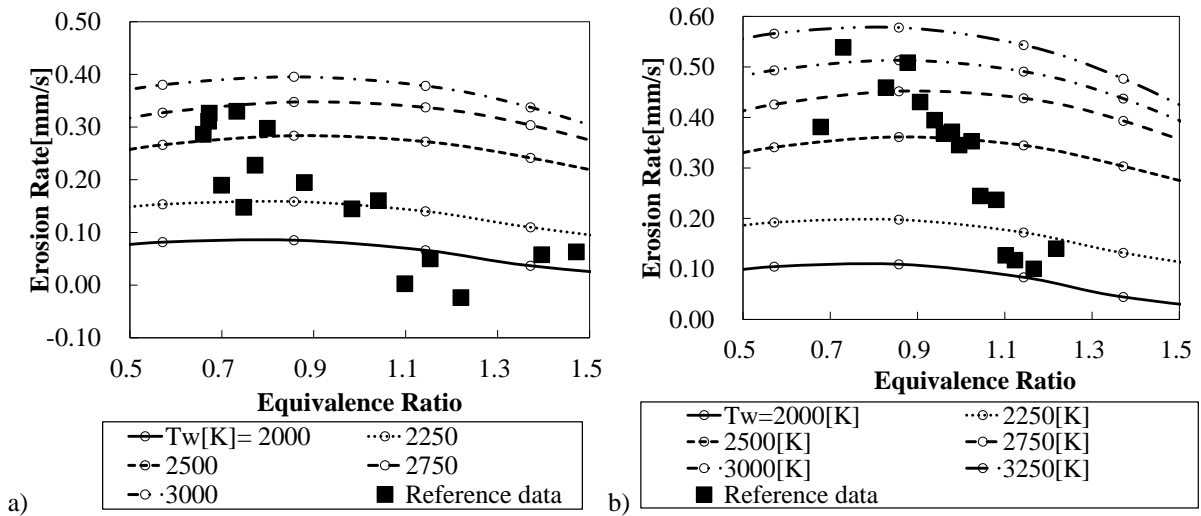 Erosion Rate[mm/s]
0.50
0.40
0.30
0.20
0.10
0.00
-0.10
0.5 0.7 0.9 1.1 1.3 1.5
Equivalence Ratio
Tw[K]= 2000 2250
2500 2750
3000 Reference data
a)
Erosion Rate[mm/s]
0.60
0.50
0.40
0.30
0.20
0.10
0.00
0.5 0.7 0.9 1.1 1.3 1.5
Equivalence Ratio
Tw=2000[K] 2250[K]
2500[K] 2750[K]
3000[K] 3250[K]
Reference data
b)